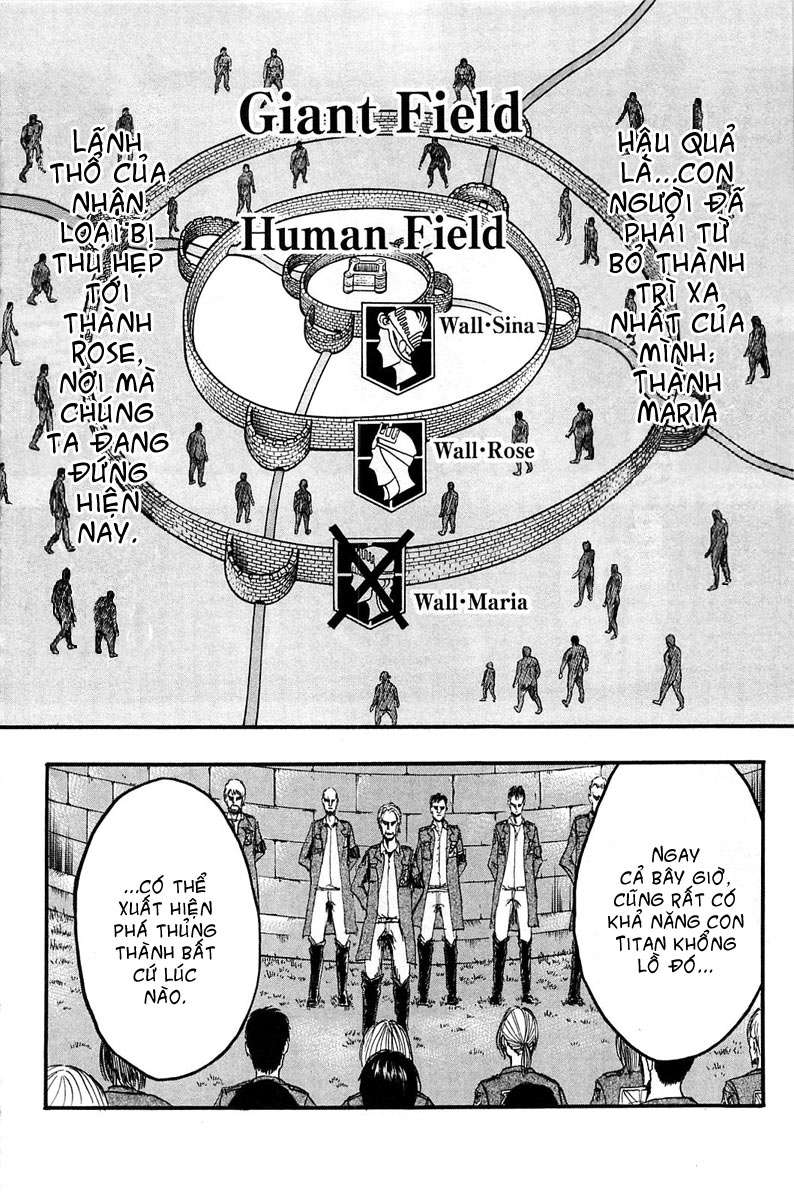 Giant Field
HẬU QUẢ
LÀ...CON
NGƯỜI ĐÃ
PHẢI TỪ
BỎ THÀNH
TRÌ XA
NHẤT CỦA
MÌNH:
THÀNH
MARIA
Human Field
LÃNH
THỔ CỦA
NHÂN
LOẠI BỊ
THU HẸP
TỚI
THÀNH
ROSE,
NƠI MÀ
CHÚNG
TA ĐANG
ĐỨNG
HIỆN
NAY.
Wall·Sina
Wall·Rose
Wall·Maria
NGAY
CẢ BÂY GIỜ,
CŨNG RẤT CÓ
KHẢ NĂNG CON
TITAN KHỔNG
LỒ ĐÓ...
...CÓ THỂ
XUẤT HIỆN
PHÁ THỦNG
THÀNH BẤT
CỨ LÚC
NÀO.